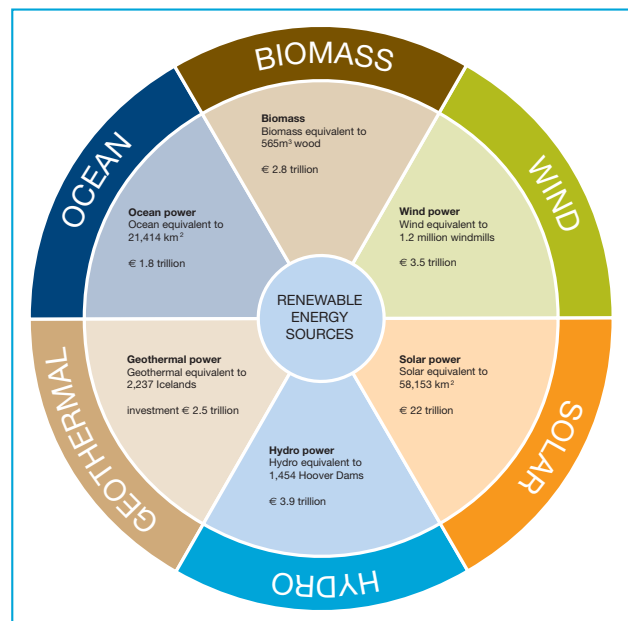 BIOMASS
Biomass
Biomass equivalent to
565m³ wood
€ 2.8 trillion
WIND
Wind power
Wind equivalent to
1.2 million windmills
€ 3.5 trillion
SOLAR
Solar power
Solar equivalent to
58,153 km²
€ 22 trillion
HYDRO
Hydro power
Hydro equivalent to
1,454 Hoover Dams
€ 3.9 trillion
GEOTHERMAL
Geothermal power
Geothermal equivalent to
2,237 Icelands
investment € 2.5 trillion
OCEAN
Ocean power
Ocean equivalent to
21,414 km²
€ 1.8 trillion
RENEWABLE
ENERGY
SOURCES